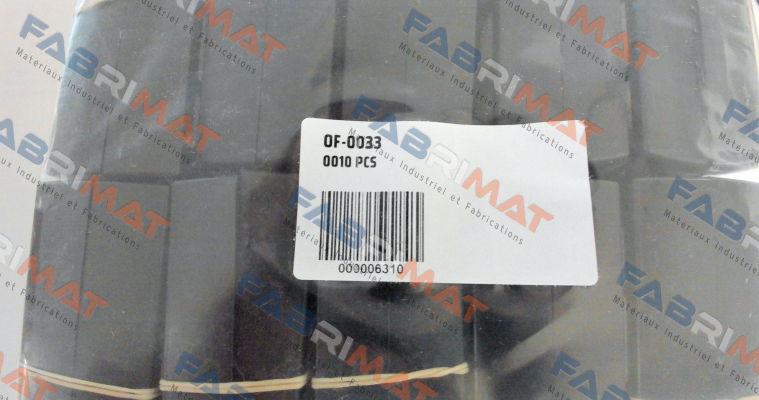 OF-0033
0010 PCS
000006310
FABRIMAT
Materiaux Industriel et Fabrications